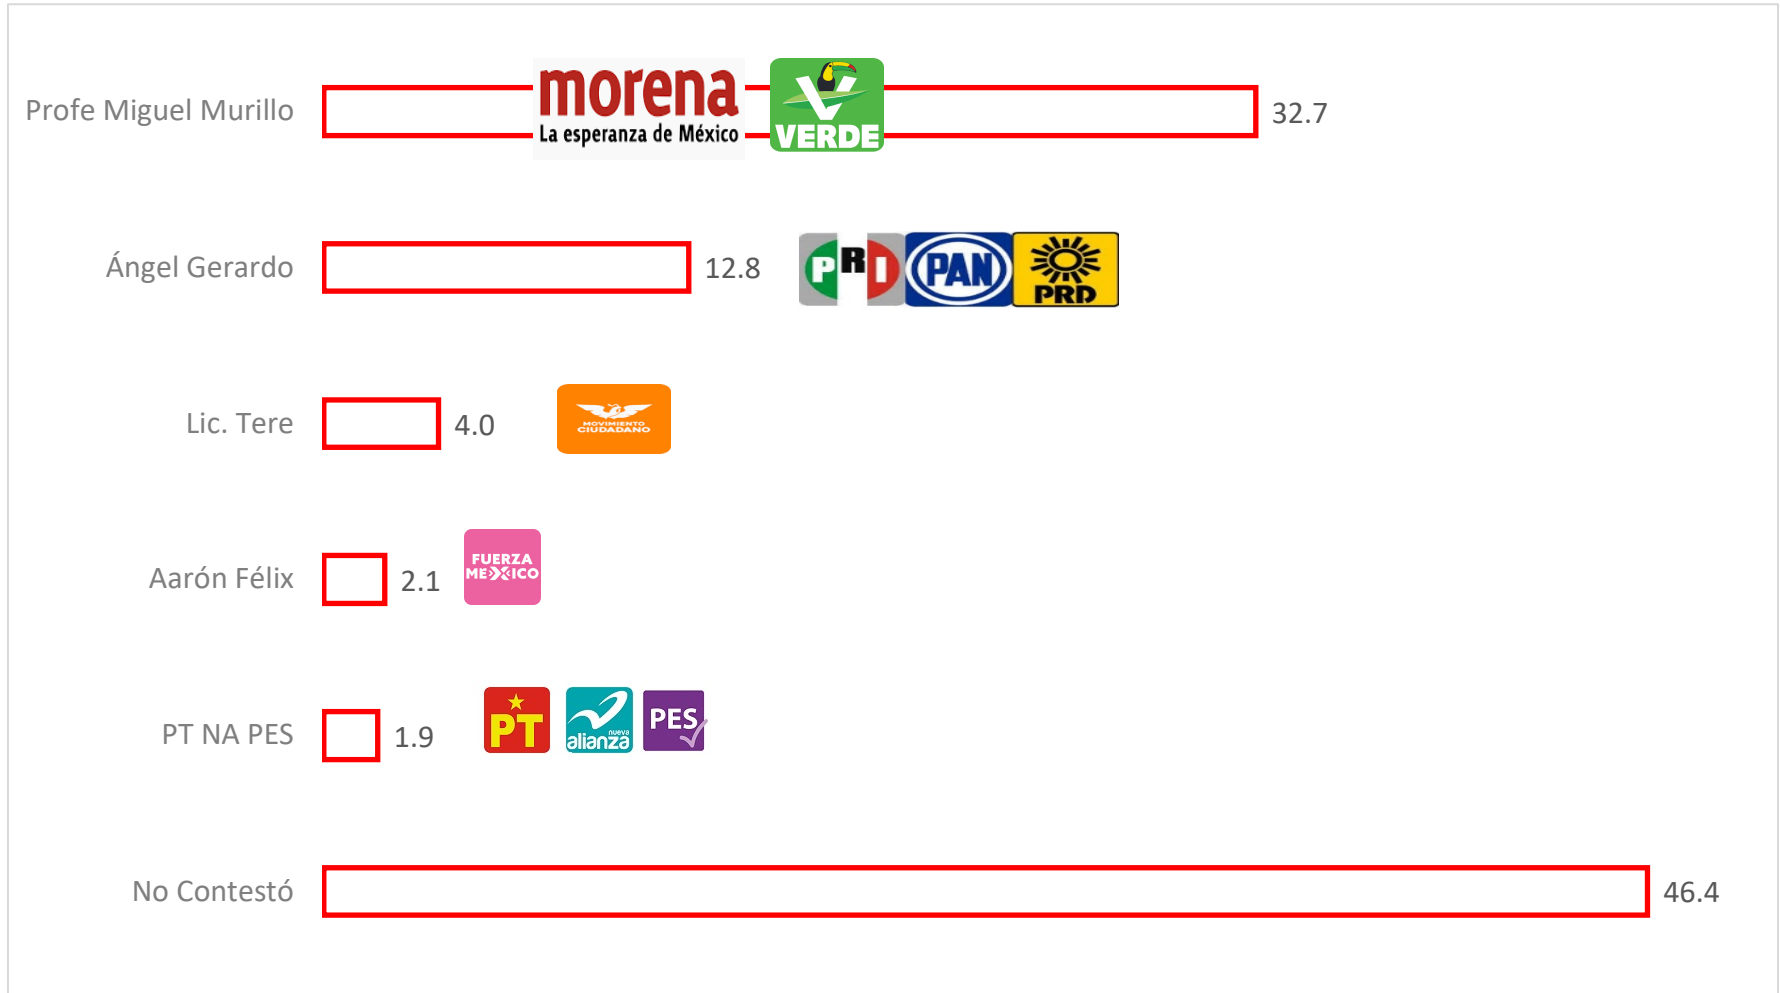 Profe Miguel Murillo
morena
La esperanza de México
VERDE
32.7
Ángel Gerardo
12.8
PRI
PAN
PRD
Lic. Tere
4.0
MOVIMIENTO
CIUDADANO
Aarón Félix
2.1
FUERZA
MEXICO
PT NA PES
1.9
PT
nueva
alianza
PES
No Contestó
46.4